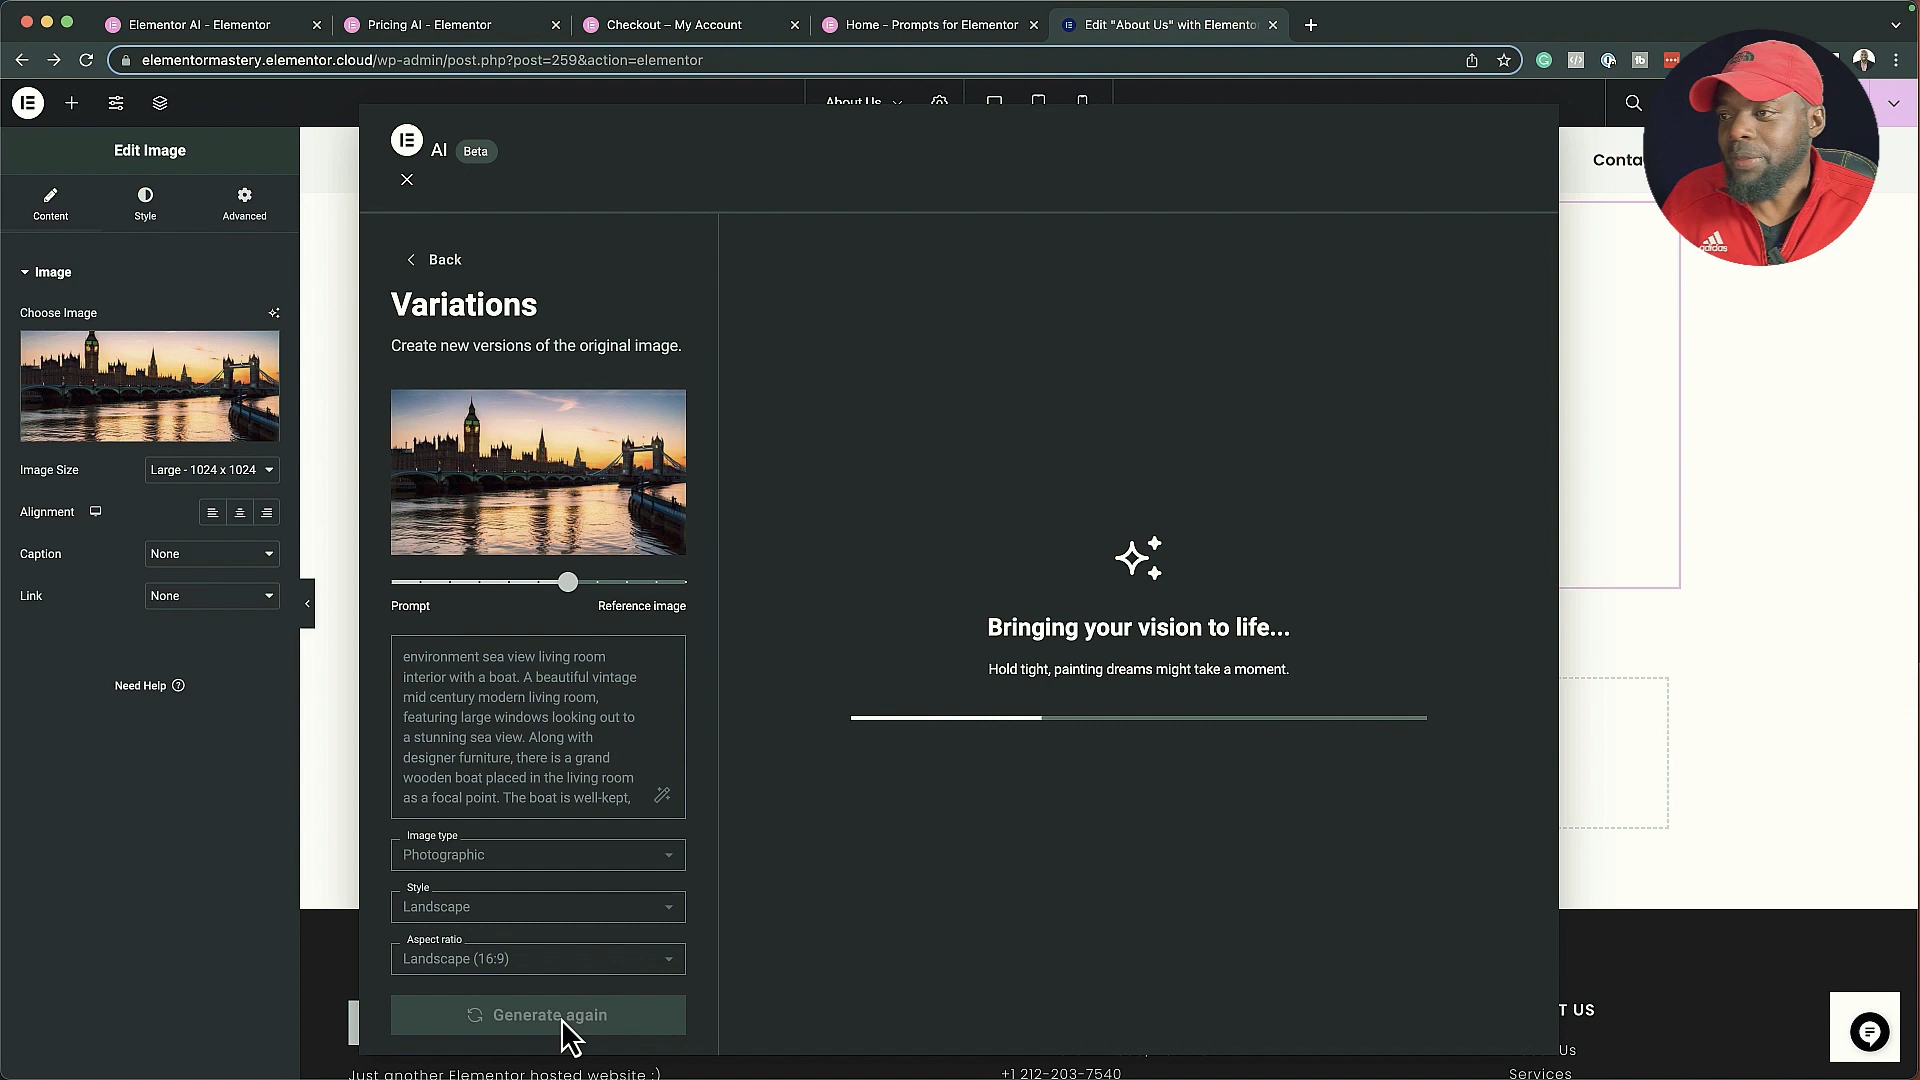 Elementor AI - Elementor
Pricing AI - Elementor
Checkout – My Account
Home - Prompts for Elementor
Edit "About Us" with Elemento
elementormastery.elementor.cloud/wp-admin/post.php?post=259&action=elementor
About Us
Edit Image
Content
Style
Advanced
Image
Choose Image
Image Size
Large - 1024 x 1024
Alignment
Caption
None
Link
None
Need Help
AI
Beta
Back
Variations
Create new versions of the original image.
Prompt
Reference image
environment sea view living room
interior with a boat. A beautiful vintage
mid century modern living room,
featuring large windows looking out to
a stunning sea view. Along with
designer furniture, there is a grand
wooden boat placed in the living room
as a focal point. The boat is well-kept,
Image type
Photographic
Style
Landscape
Aspect ratio
Landscape (16:9)
Generate again
Bringing your vision to life...
Hold tight, painting dreams might take a moment.
Conta
adidas
T US
Us
Services
Just another Elementor hosted website :)
+1 212-203-7540